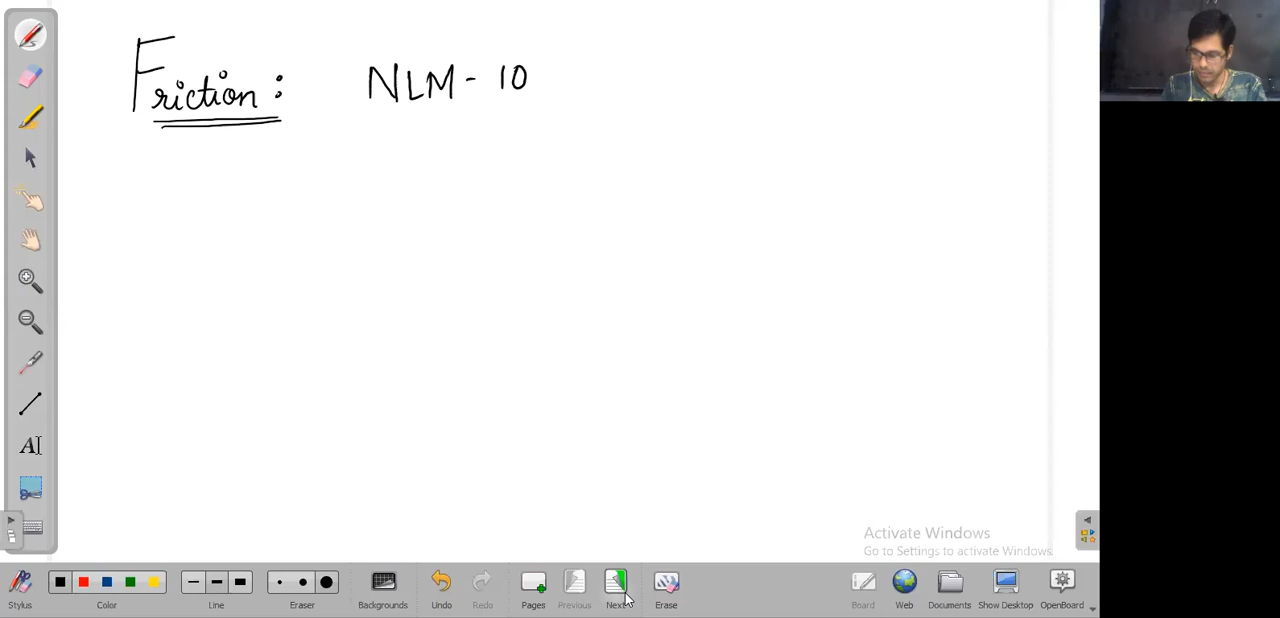 Friction : NLM - 10
Activate Windows
Go to Settings to activate Windows.
Stylus Color Line Eraser Backgrounds Undo Redo Pages Previous Next Erase Board Web Documents Show Desktop OpenBoard